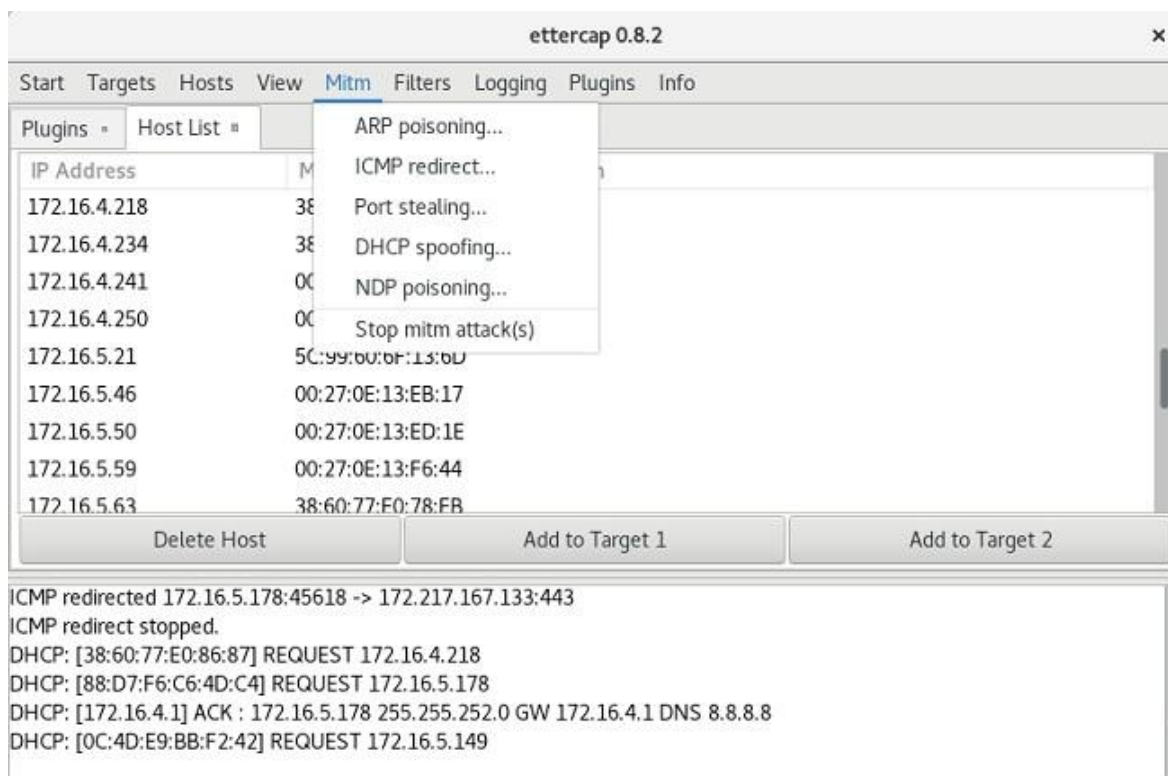 ettercap 0.8.2 ×
Start Targets Hosts View Mitm Filters Logging Plugins Info
Plugins Host List
ARP poisoning...
ICMP redirect...
Port stealing...
DHCP spoofing...
NDP poisoning...
Stop mitm attack(s)
IP Address M
172.16.4.218 38
172.16.4.234 38
172.16.4.241 00
172.16.4.250 00
172.16.5.21 5C:99:60:6F:13:6D
172.16.5.46 00:27:0E:13:EB:17
172.16.5.50 00:27:0E:13:ED:1E
172.16.5.59 00:27:0E:13:F6:44
172.16.5.63 38:60:77:E0:78:EB
Delete Host Add to Target 1 Add to Target 2
ICMP redirected 172.16.5.178:45618 -> 172.217.167.133:443
ICMP redirect stopped.
DHCP: [38:60:77:E0:86:87] REQUEST 172.16.4.218
DHCP: [88:D7:F6:C6:4D:C4] REQUEST 172.16.5.178
DHCP: [172.16.4.1] ACK : 172.16.5.178 255.255.252.0 GW 172.16.4.1 DNS 8.8.8.8
DHCP: [0C:4D:E9:BB:F2:42] REQUEST 172.16.5.149